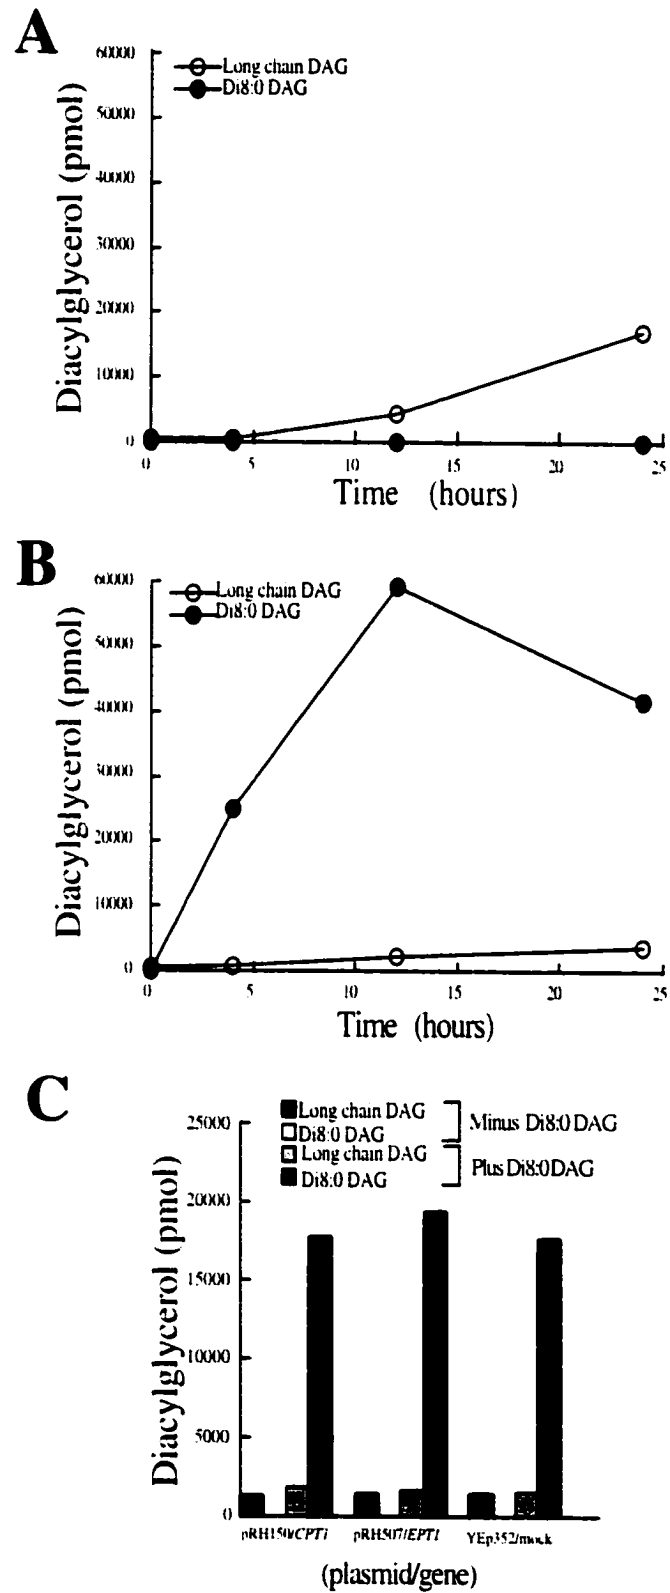 A
60000
50000
40000
30000
20000
10000
0
Diacylglycerol (pmol)
Long chain DAG
Di8:0 DAG
0 5 10 15 20 25
Time (hours)
B
60000
50000
40000
30000
20000
10000
0
Diacylglycerol (pmol)
Long chain DAG
Di8:0 DAG
0 5 10 15 20 25
Time (hours)
C
25000
20000
15000
10000
5000
0
Diacylglycerol (pmol)
Long chain DAG
Di8:0 DAG
Minus Di8:0 DAG
Long chain DAG
Di8:0 DAG
Plus Di8:0 DAG
pRH150/CPT1 pRH507/EPT1 YEp352/mock
(plasmid/gene)